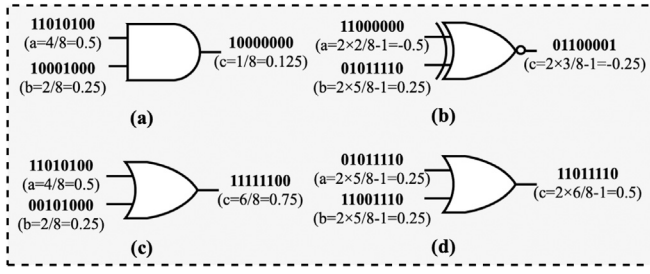 11010100
(a=4/8=0.5)
10001000
(b=2/8=0.25)
10000000
(c=1/8=0.125)
(a)
11000000
(a=2×2/8-1=-0.5)
01011110
(b=2×5/8-1=0.25)
01100001
(c=2×3/8-1=-0.25)
(b)
11010100
(a=4/8=0.5)
00101000
(b=2/8=0.25)
11111100
(c=6/8=0.75)
(c)
01011110
(a=2×5/8-1=0.25)
11001110
(b=2×5/8-1=0.25)
11011110
(c=2×6/8-1=0.5)
(d)